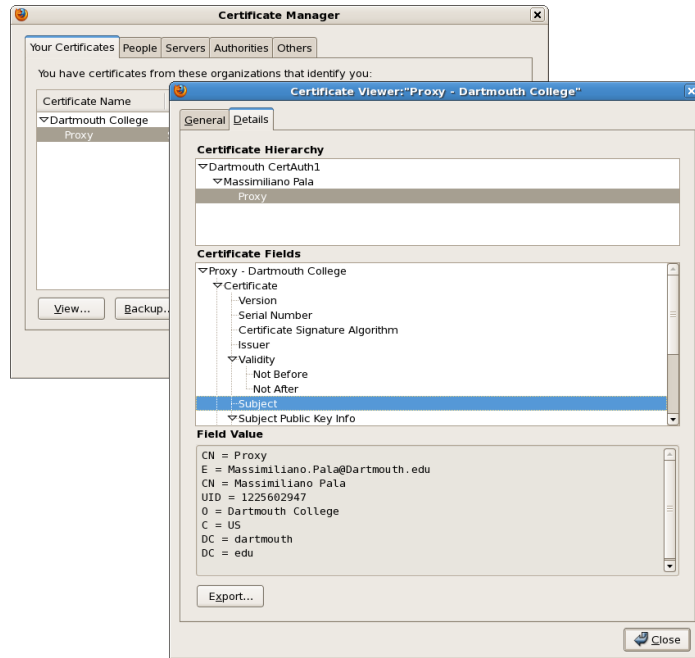 Certificate Manager
Your Certificates People Servers Authorities Others
You have certificates from these organizations that identify you:
Certificate Name
Dartmouth College
Proxy
View... Backup..
Certificate Viewer:"Proxy - Dartmouth College"
General Details
Certificate Hierarchy
Dartmouth CertAuth1
Massimiliano Pala
Proxy
Certificate Fields
Proxy - Dartmouth College
Certificate
Version
Serial Number
Certificate Signature Algorithm
Issuer
Validity
Not Before
Not After
Subject
Subject Public Key Info
Field Value
CN = Proxy
E = Massimiliano.Pala@Dartmouth.edu
CN = Massimiliano Pala
UID = 1225602947
O = Dartmouth College
C = US
DC = dartmouth
DC = edu
Export...
Close